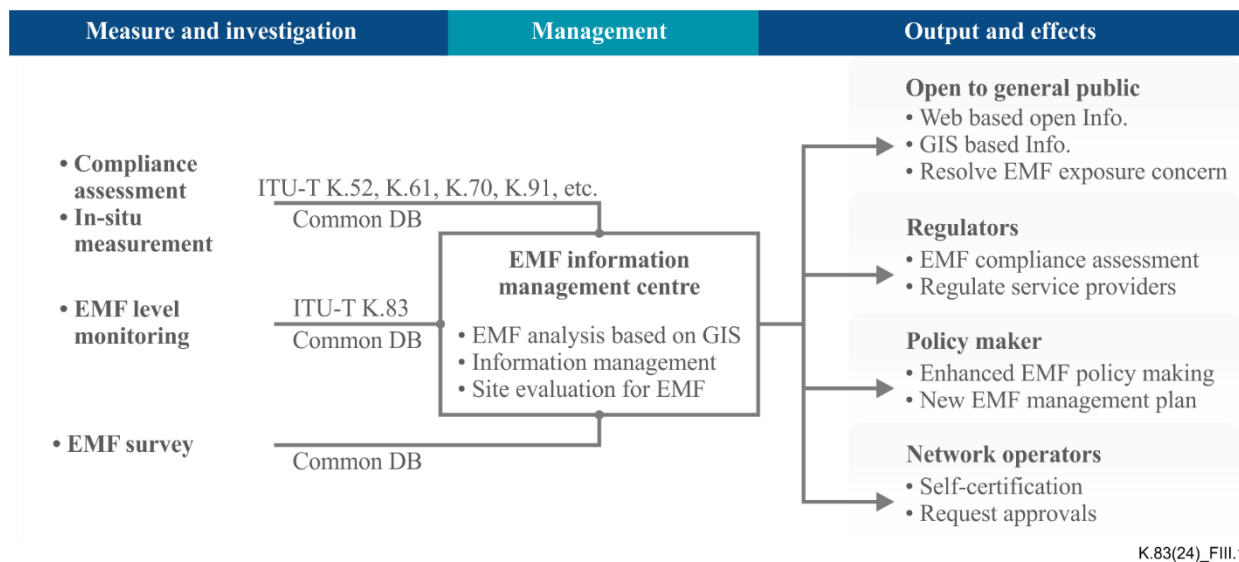 Measure and investigation
Management
Output and effects
• Compliance
assessment
• In-situ
measurement
ITU-T K.52, K.61, K.70, K.91, etc.
Common DB
• EMF level
monitoring
ITU-T K.83
Common DB
• EMF survey
Common DB
EMF information
management centre
• EMF analysis based on GIS
• Information management
• Site evaluation for EMF
Open to general public
• Web based open Info.
• GIS based Info.
• Resolve EMF exposure concern
Regulators
• EMF compliance assessment
• Regulate service providers
Policy maker
• Enhanced EMF policy making
• New EMF management plan
Network operators
• Self-certification
• Request approvals
K.83(24)_FIII.